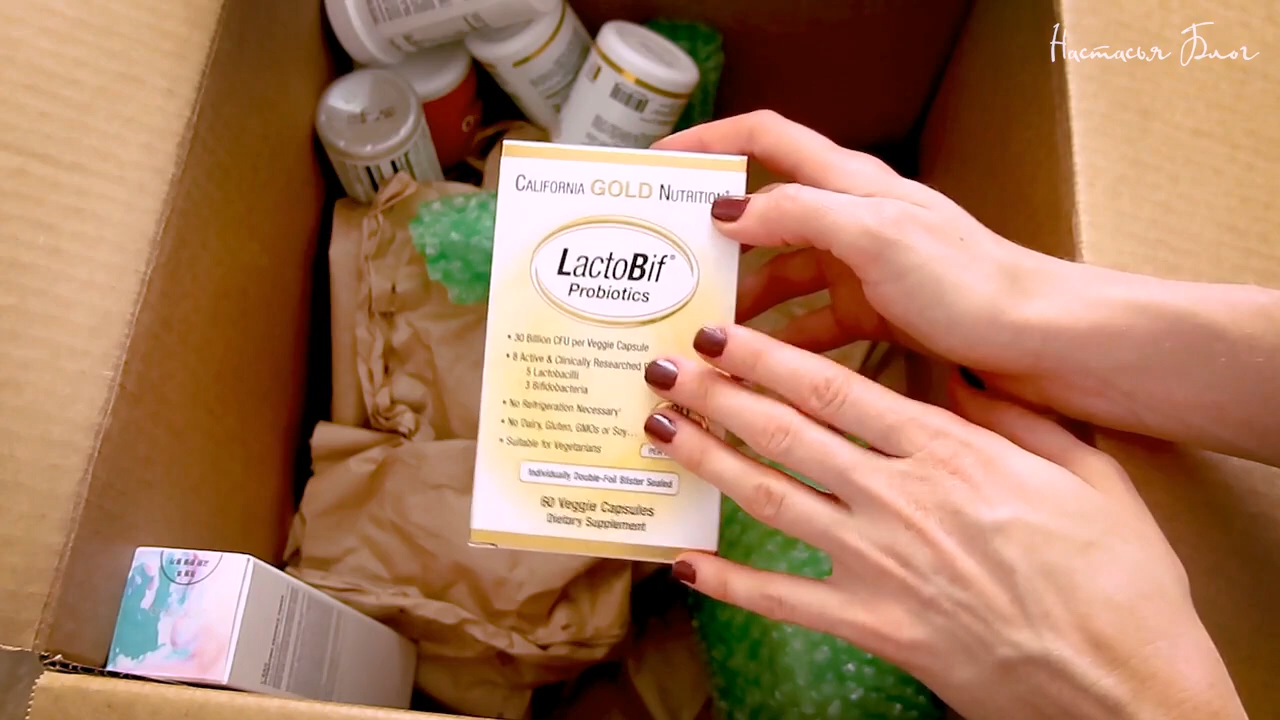 Настасья Блог
CALIFORNIA GOLD NUTRITION
LactoBif®
Probiotics
• 30 Billion CFU per Veggie Capsule
• 8 Active & Clinically Researched
5 Lactobacilli
3 Bifidobacteria
• No Refrigeration Necessary†
• No Dairy, Gluten, GMOs or Soy...
• Suitable for Vegetarians
Individually Double-Foil Blister Sealed
60 Veggie Capsules
Dietary Supplement